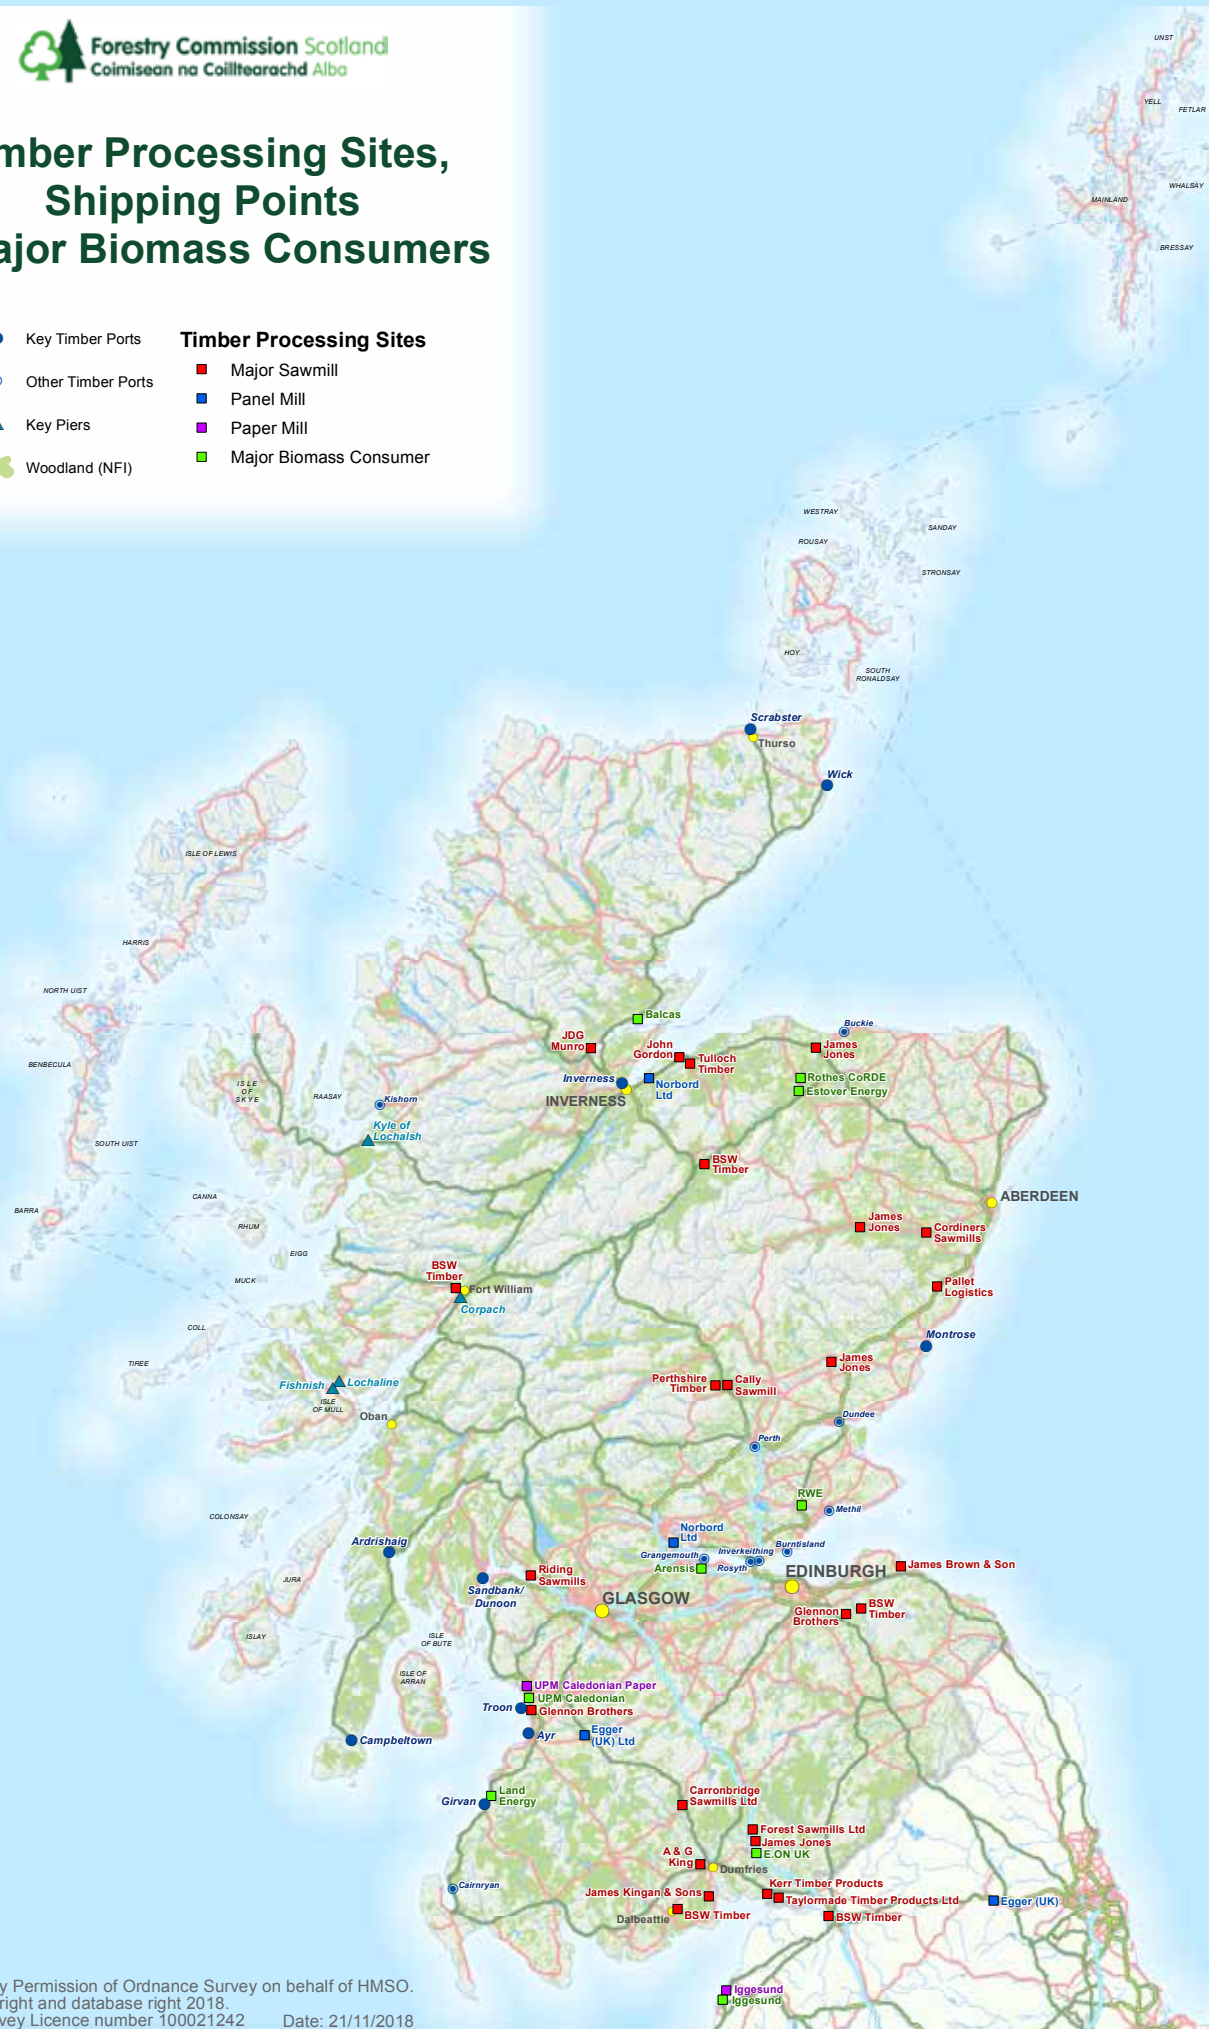 Forestry Commission Scotland
Coimisean na Coilltearachd Alba
mber Processing Sites,
Shipping Points
ajor Biomass Consumers
Key Timber Ports
Other Timber Ports
Key Piers
Woodland (NFI)
Timber Processing Sites
Major Sawmill
Panel Mill
Paper Mill
Major Biomass Consumer
UNST
YELL
FETLAR
WHALSAY
MAINLAND
BRESSAY
WESTRAY
SANDAY
ROUSAY
STRONSAY
HOY
SOUTH
RONALDSAY
Scrabster
Thurso
Wick
ISLE OF LEWIS
HARRIS
NORTH UIST
BENBECULA
SOUTH UIST
BARRA
ISLE
OF
SKYE
RAASAY
Kishorn
Kyle of
Lochalsh
CANNA
RHUM
EIGG
MUCK
COLL
TIREE
Balcas
JDG
Munro
John
Gordon
Tulloch
Timber
Inverness
INVERNESS
Norbord
Ltd
Buckie
James
Jones
Rothes CoRDE
Estover Energy
BSW
Timber
ABERDEEN
James
Jones
Cordiners
Sawmills
Pallet
Logistics
Montrose
BSW
Timber
Fort William
Corpach
Fishnish
Lochaline
ISLE
OF MULL
Oban
James
Jones
Perthshire
Timber
Cally
Sawmill
Dundee
Perth
RWE
Methil
COLONSAY
JURA
ISLAY
Ardrishaig
Sandbank/
Dunoon
Riding
Sawmills
Norbord
Ltd
Grangemouth
Arensis
Inverkeithing
Rosyth
Burntisland
EDINBURGH
James Brown & Son
GLASGOW
Glennon
Brothers
BSW
Timber
ISLE
OF BUTE
ISLE OF
ARRAN
UPM Caledonian Paper
UPM Caledonian
Troon
Glennon Brothers
Ayr
Egger
(UK) Ltd
Campbeltown
Girvan
Land
Energy
Carronbridge
Sawmills Ltd
Forest Sawmills Ltd
James Jones
E.ON UK
A & G
King
Dumfries
Cairnryan
James Kingan & Sons
Kerr Timber Products
Taylormade Timber Products Ltd
Dalbeattie
BSW Timber
BSW Timber
Egger (UK)
Iggesund
Iggesund
y Permission of Ordnance Survey on behalf of HMSO.
right and database right 2018.
vey Licence number 100021242 Date: 21/11/2018